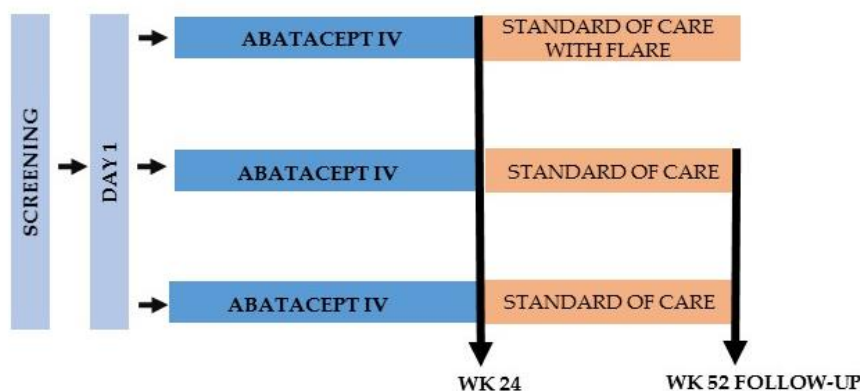 SCREENING
DAY 1
ABATACEPT IV
STANDARD OF CARE
WITH FLARE
ABATACEPT IV
STANDARD OF CARE
ABATACEPT IV
STANDARD OF CARE
WK 24
WK 52 FOLLOW-UP